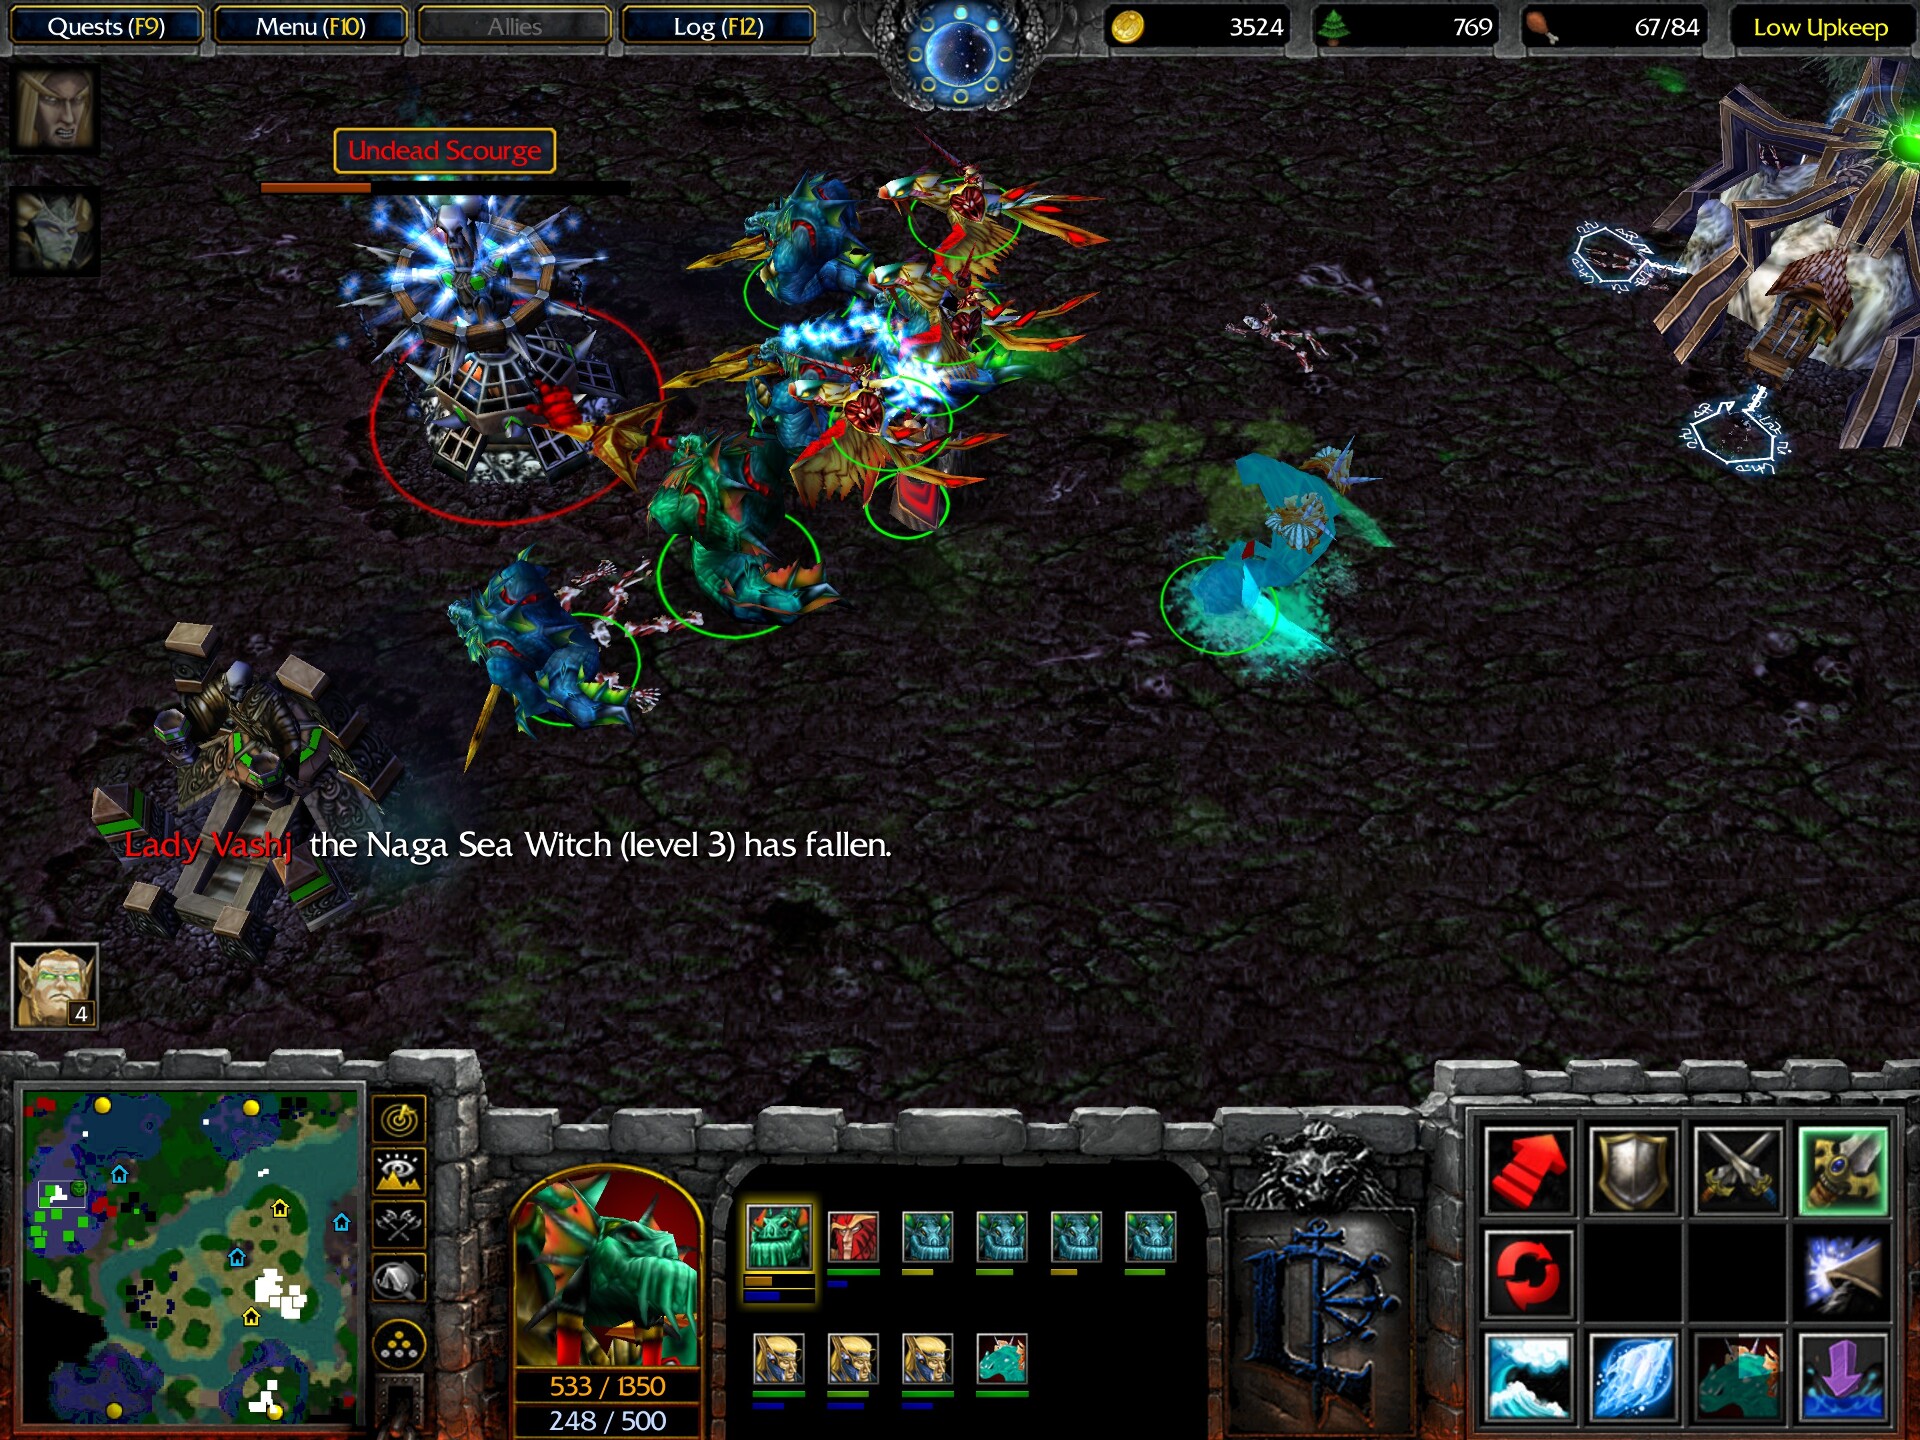 Quests (F9)
Menu (F10)
Allies
Log (F12)
3524
769
67/84
Low Upkeep
Undead Scourge
Lady Vashj the Naga Sea Witch (level 3) has fallen.
4
533 / 1350
248 / 500